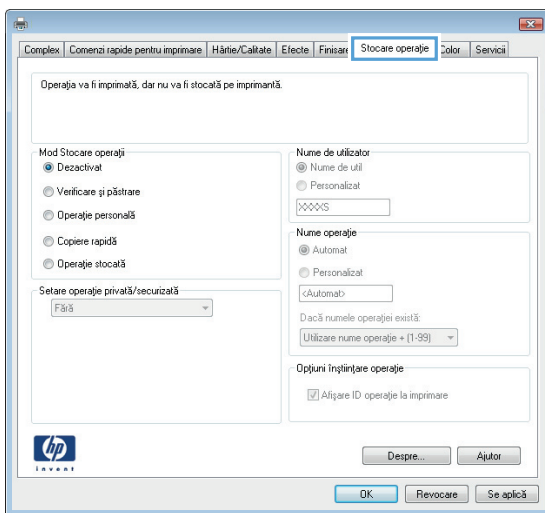 Complex
Comenzi rapide pentru imprimare
Hârtie/Calitate
Efecte
Finisare
Stocare operaţie
Color
Servicii
Operaţia va fi imprimată, dar nu va fi stocată pe imprimantă.
Mod Stocare operaţii
Dezactivat
Verificare şi păstrare
Operaţie personală
Copiere rapidă
Operaţie stocată
Setare operaţie privată/securizată
Fără
Nume de utilizator
Nume de util
Personalizat
XXXXS
Nume operaţie
Automat
Personalizat
<Automat>
Dacă numele operaţiei există:
Utilizare nume operaţie + (1-99)
Opţiuni înştiinţare operaţie
Afişare ID operaţie la imprimare
hp
invent
Despre...
Ajutor
OK
Revocare
Se aplică